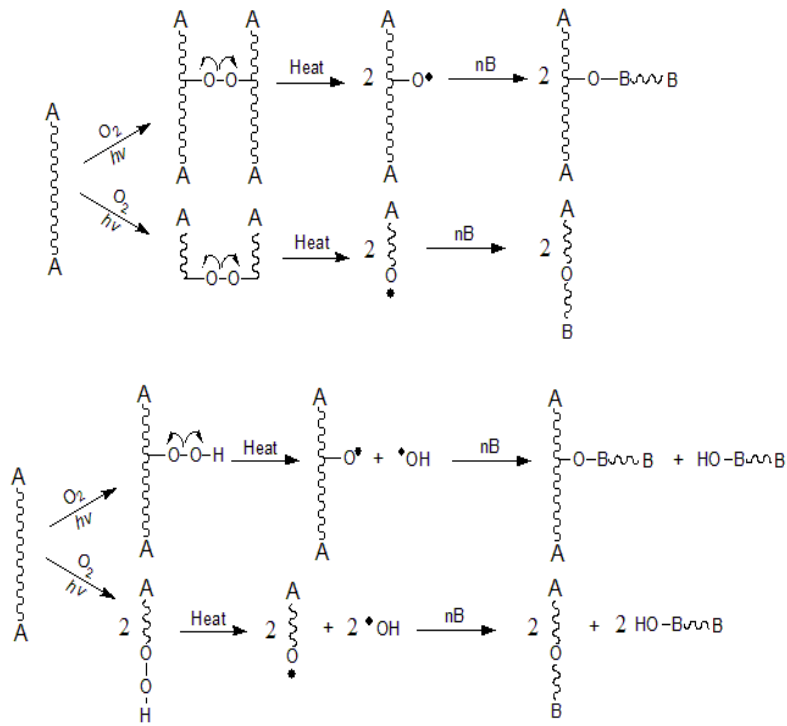 A A A A
O–O Heat 2 O• nB 2 O–B B
A O2 hν
A A A A
O2 hν A A A A
A O–O Heat 2 O • nB 2 O B
A A A
O–O–H Heat O• + •OH nB O–B B + HO–B B
A O2 hν
A A A
O2 hν A A A
A 2 O O H Heat 2 O • + 2 •OH nB 2 O B + 2 HO–B B